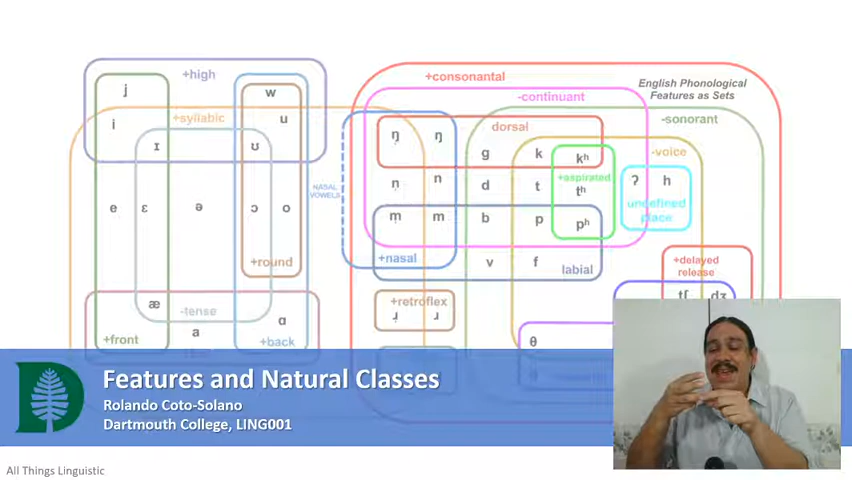 +consonantal
English Phonological
Features as Sets
+high
-continuant
j
w
+syllabic
dorsal
-sonorant
i
u
ŋ̩
ŋ
g
k
kʰ
-voice
ɪ
ʊ
+aspirated
ʔ
h
NASAL
VOWELS
n̩
n
d
t
tʰ
undefined
place
e
ɛ
ə
ɔ
o
m̩
m
b
p
pʰ
+round
+nasal
v
f
labial
+delayed
release
æ
-tense
+retroflex
tʃ
dʒ
a
ɑ
ɹ̩
ɹ
+front
+back
θ
Features and Natural Classes
Rolando Coto-Solano
Dartmouth College, LING001
All Things Linguistic